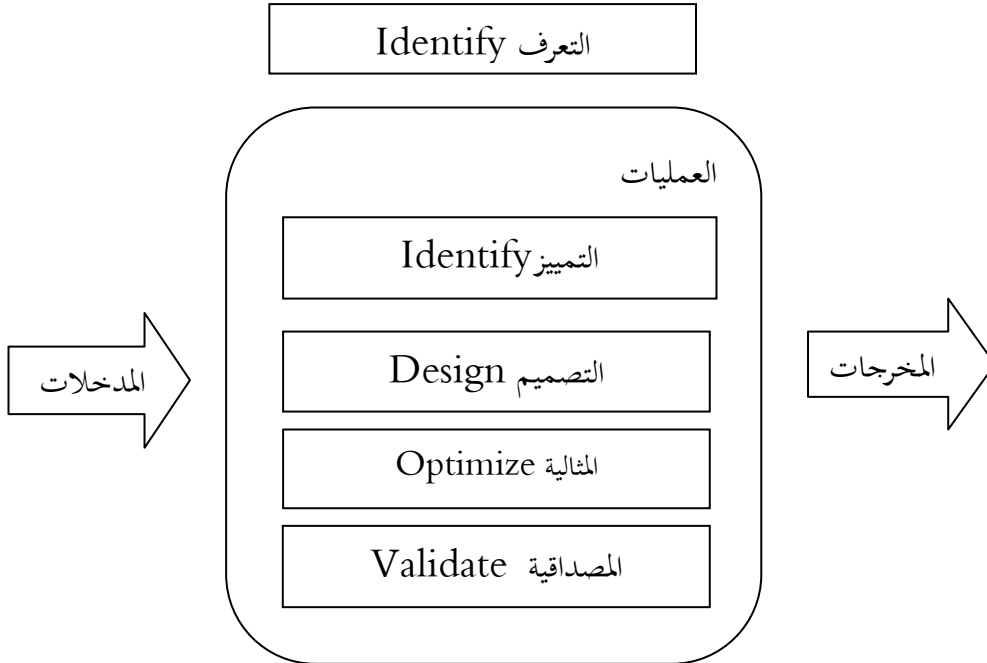 التعرف Identify
العمليات
التمييز Identify
المدخلات
التصميم Design
المخرجات
المثالية Optimize
المصداقية Validate